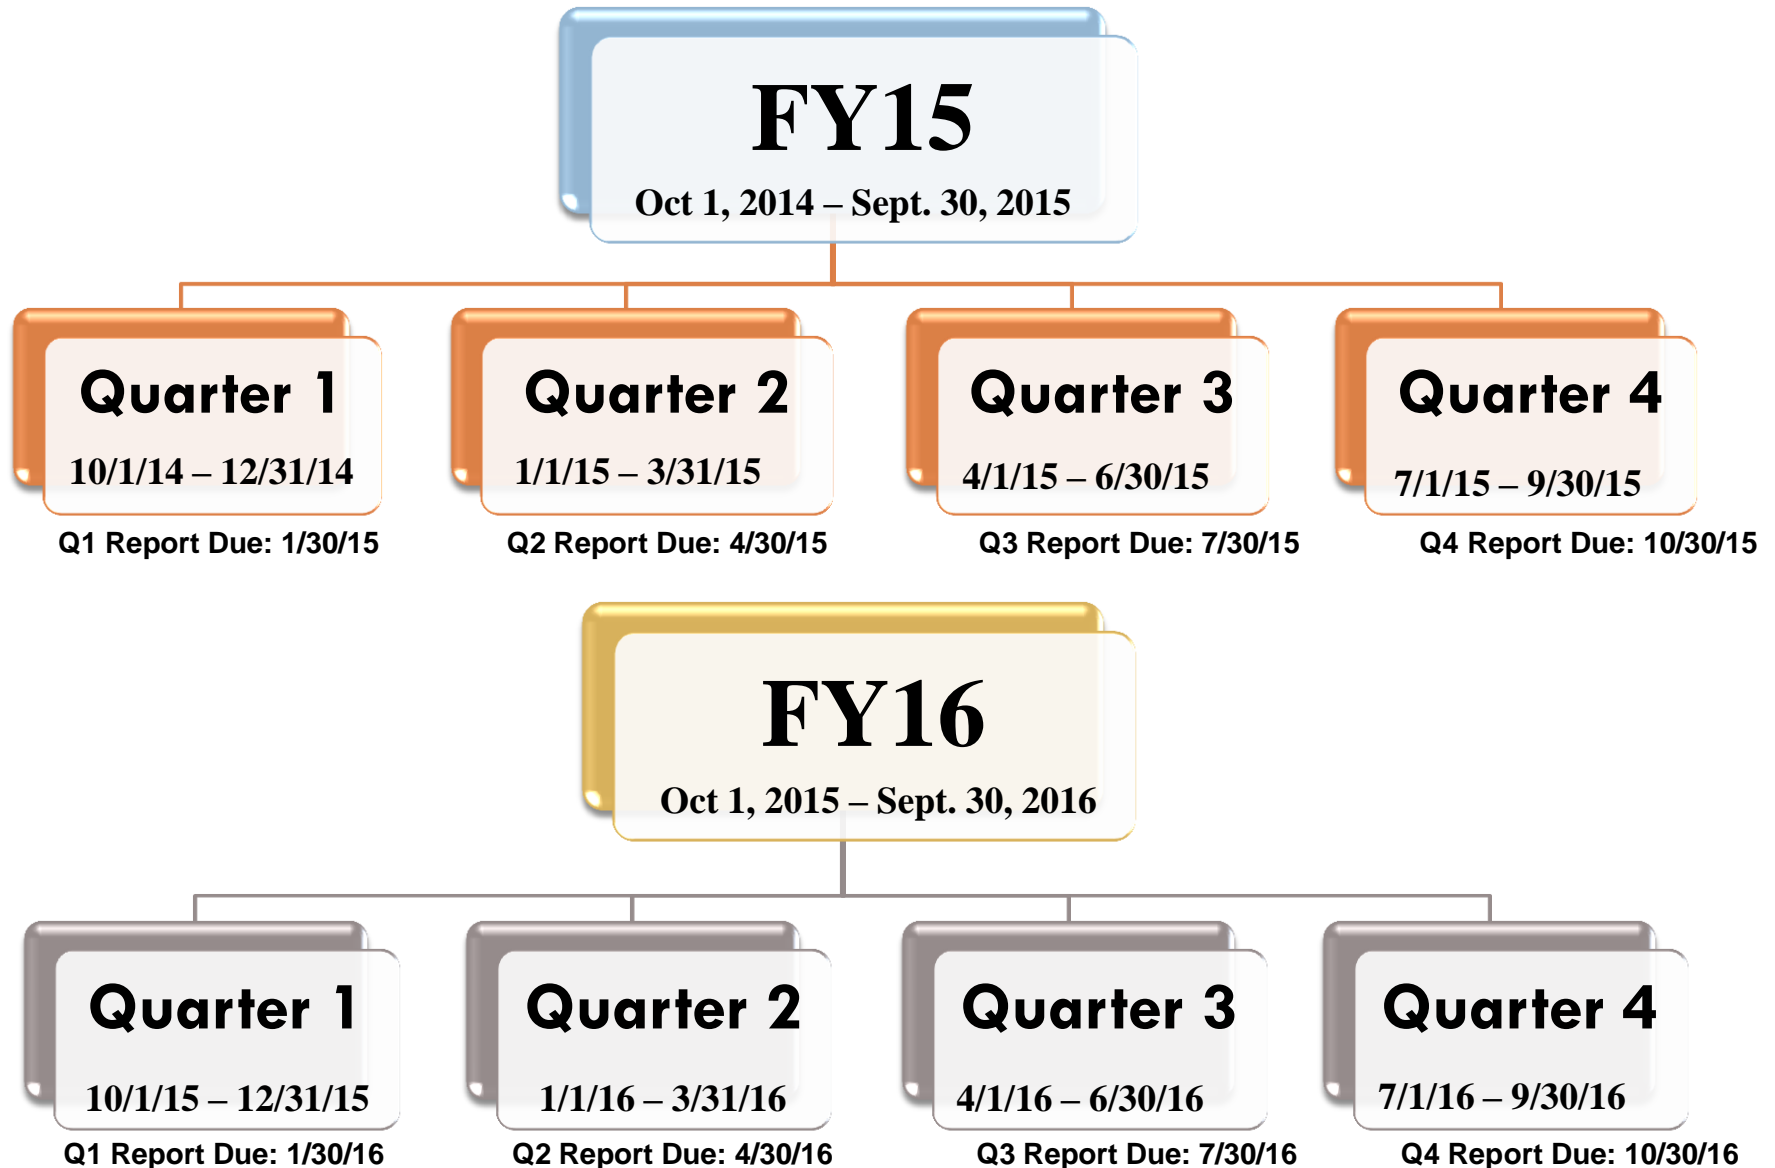 FY15
Oct 1, 2014 – Sept. 30, 2015
Quarter 1
10/1/14 – 12/31/14
Q1 Report Due: 1/30/15
Quarter 2
1/1/15 – 3/31/15
Q2 Report Due: 4/30/15
Quarter 3
4/1/15 – 6/30/15
Q3 Report Due: 7/30/15
Quarter 4
7/1/15 – 9/30/15
Q4 Report Due: 10/30/15
FY16
Oct 1, 2015 – Sept. 30, 2016
Quarter 1
10/1/15 – 12/31/15
Q1 Report Due: 1/30/16
Quarter 2
1/1/16 – 3/31/16
Q2 Report Due: 4/30/16
Quarter 3
4/1/16 – 6/30/16
Q3 Report Due: 7/30/16
Quarter 4
7/1/16 – 9/30/16
Q4 Report Due: 10/30/16